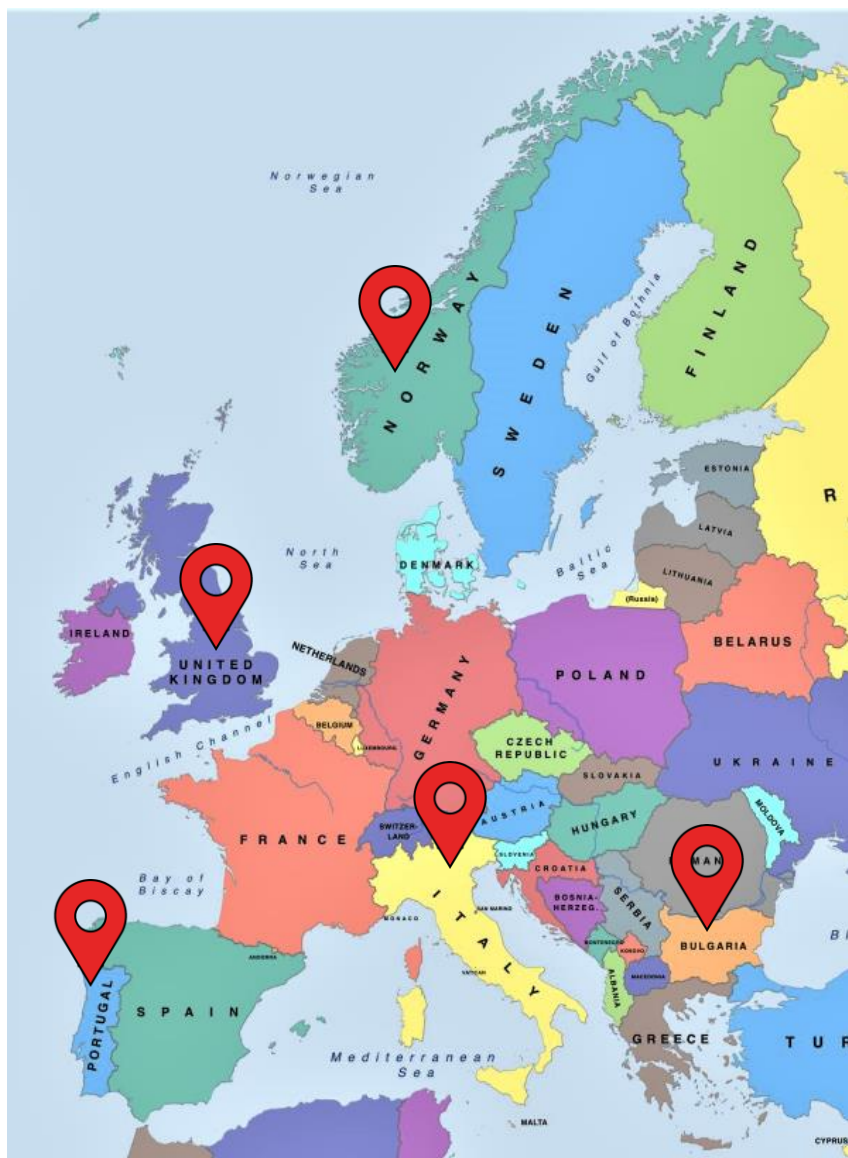 Norwegian
Sea
NORWAY
SWEDEN
FINLAND
Gulf of Bothnia
ESTONIA
R
LATVIA
North
Sea
DENMARK
Baltic
Sea
LITHUANIA
(Russia)
IRELAND
UNITED
KINGDOM
NETHERLANDS
BELARUS
POLAND
GERMANY
BELGIUM
LUXEMBOURG
English Channel
CZECH
REPUBLIC
UKRAINE
SLOVAKIA
AUSTRIA
HUNGARY
MOLDOVA
FRANCE
SWITZER-
LAND
SLOVENIA
MAN
CROATIA
Bay of
Biscay
BOSNIA-
HERZEG.
SERBIA
ITALY
SAN MARINO
MONACO
B
BULGARIA
MONTENEGRO
KOSOVO
ANDORRA
VATICAN
MACEDONIA
ALBANIA
PORTUGAL
SPAIN
GREECE
TUR
Mediterranean
Sea
MALTA
CYPRUS